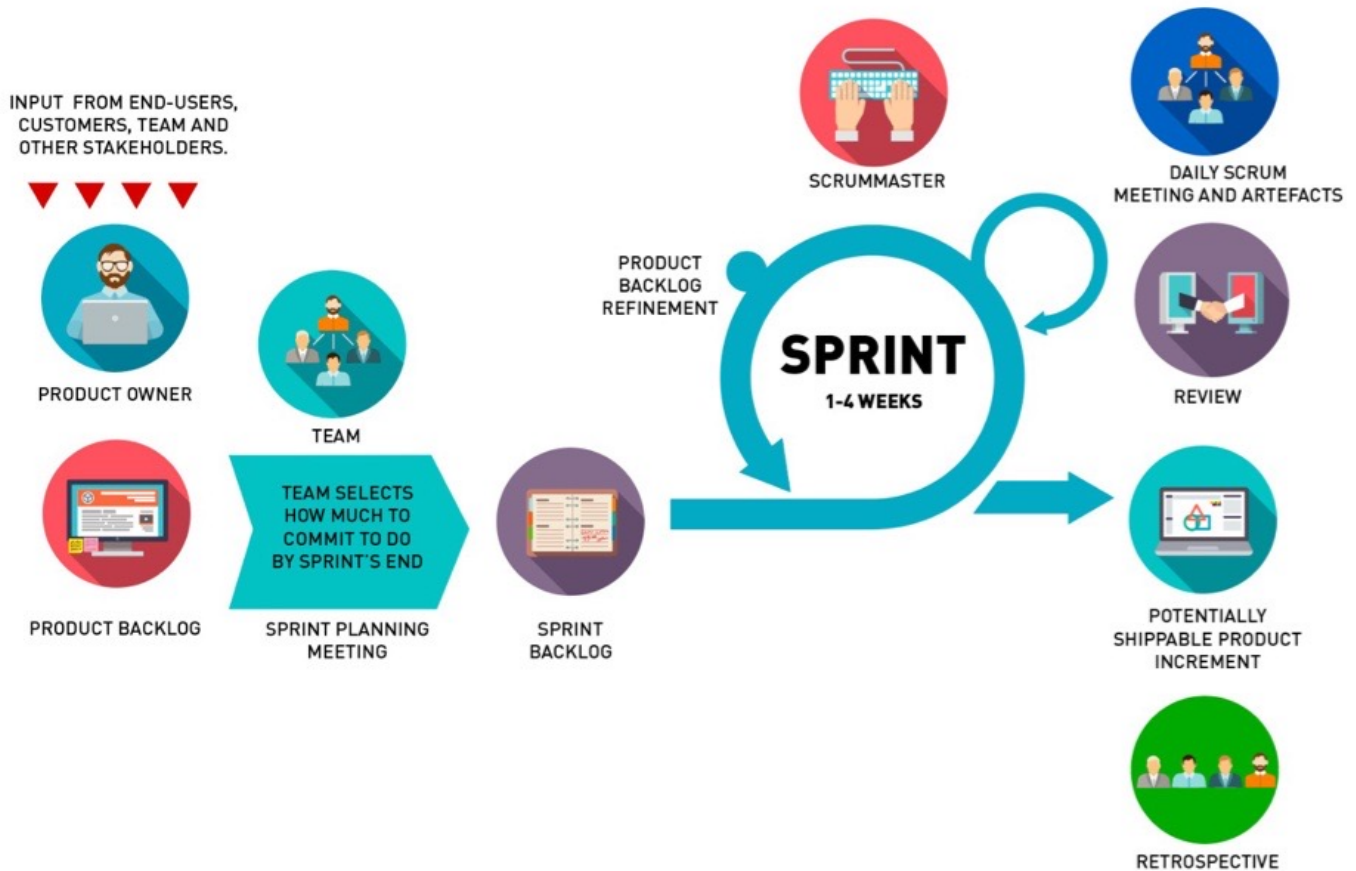 INPUT FROM END-USERS,
CUSTOMERS, TEAM AND
OTHER STAKEHOLDERS.
PRODUCT OWNER
PRODUCT BACKLOG
TEAM
TEAM SELECTS
HOW MUCH TO
COMMIT TO DO
BY SPRINT'S END
SPRINT PLANNING
MEETING
SPRINT
BACKLOG
PRODUCT
BACKLOG
REFINEMENT
SCRUMMASTER
SPRINT
1-4 WEEKS
DAILY SCRUM
MEETING AND ARTEFACTS
REVIEW
POTENTIALLY
SHIPPABLE PRODUCT
INCREMENT
RETROSPECTIVE